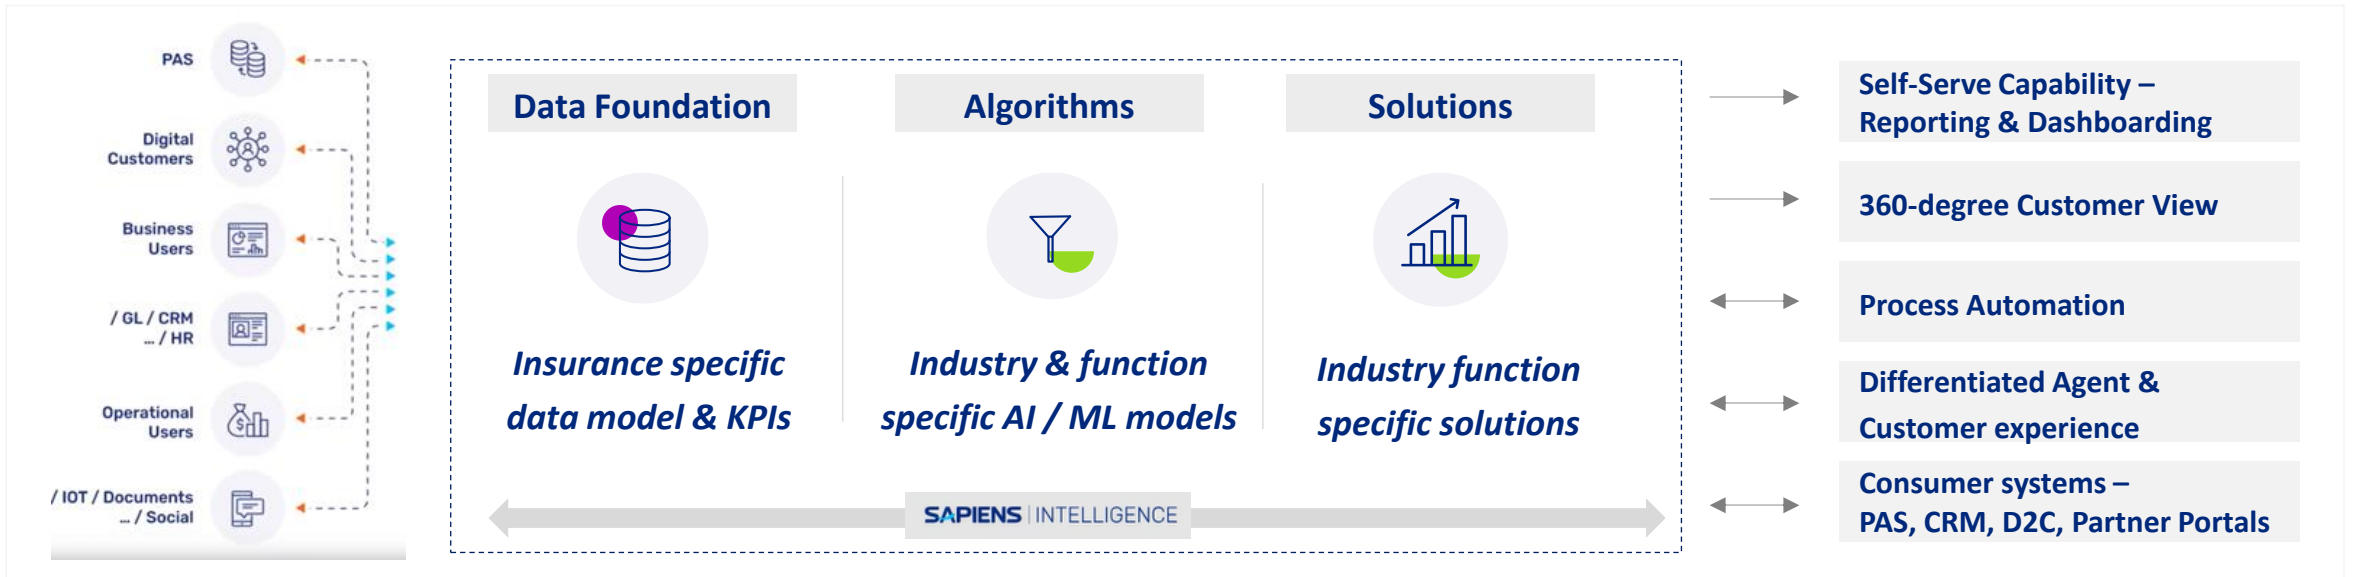 PAS
Digital
Customers
Business
Users
/ GL / CRM
... / HR
Operational
Users
/ IOT / Documents
... / Social
Data Foundation
Insurance specific
data model & KPIs
Algorithms
Industry & function
specific AI / ML models
Solutions
Industry function
specific solutions
SAPIENS | INTELLIGENCE
Self-Serve Capability –
Reporting & Dashboarding
360-degree Customer View
Process Automation
Differentiated Agent &
Customer experience
Consumer systems –
PAS, CRM, D2C, Partner Portals